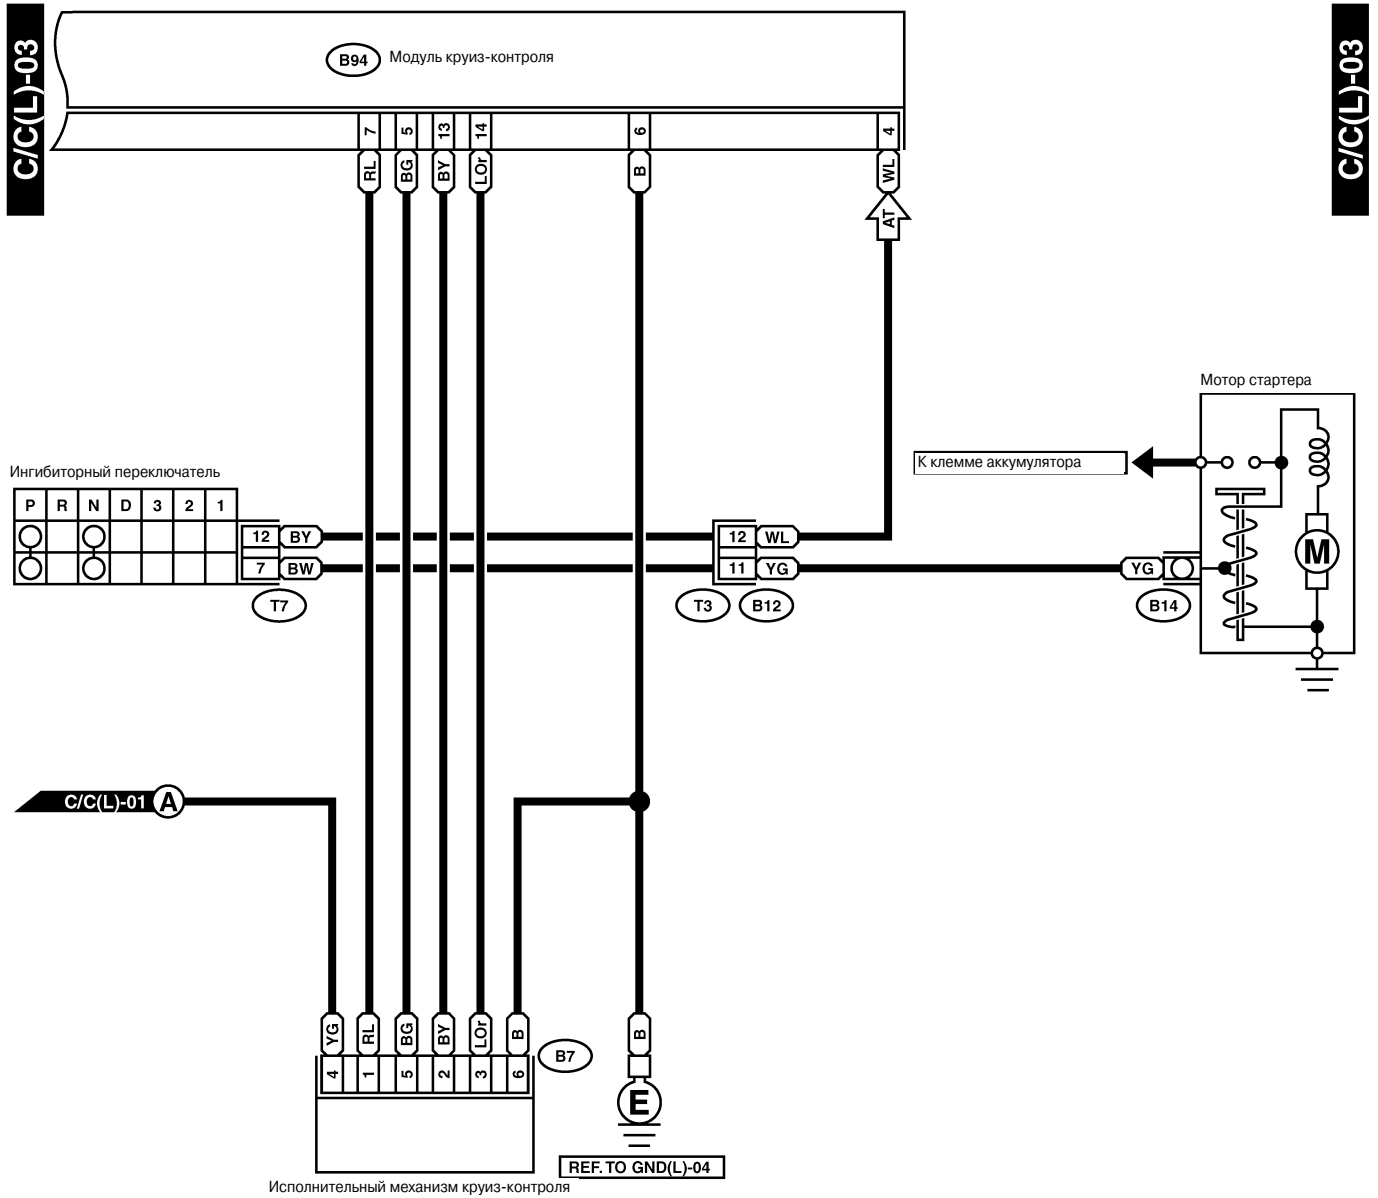 C/C(L)-03
C/C(L)-03
B94 Модуль круиз-контроля
7 5 13 14 6 4
RL BG BY LOr B WL
AT
Мотор стартера
К клемме аккумулятора
Ингибиторный переключатель
P R N D 3 2 1
12 BY 12 WL
7 BW 11 YG YG
M
T7 T3 B12 B14
C/C(L)-01 A
YG RL BG BY LOr B B
4 1 5 2 3 6
B7
E
REF. TO GND(L)-04
Исполнительный механизм круиз-контроля